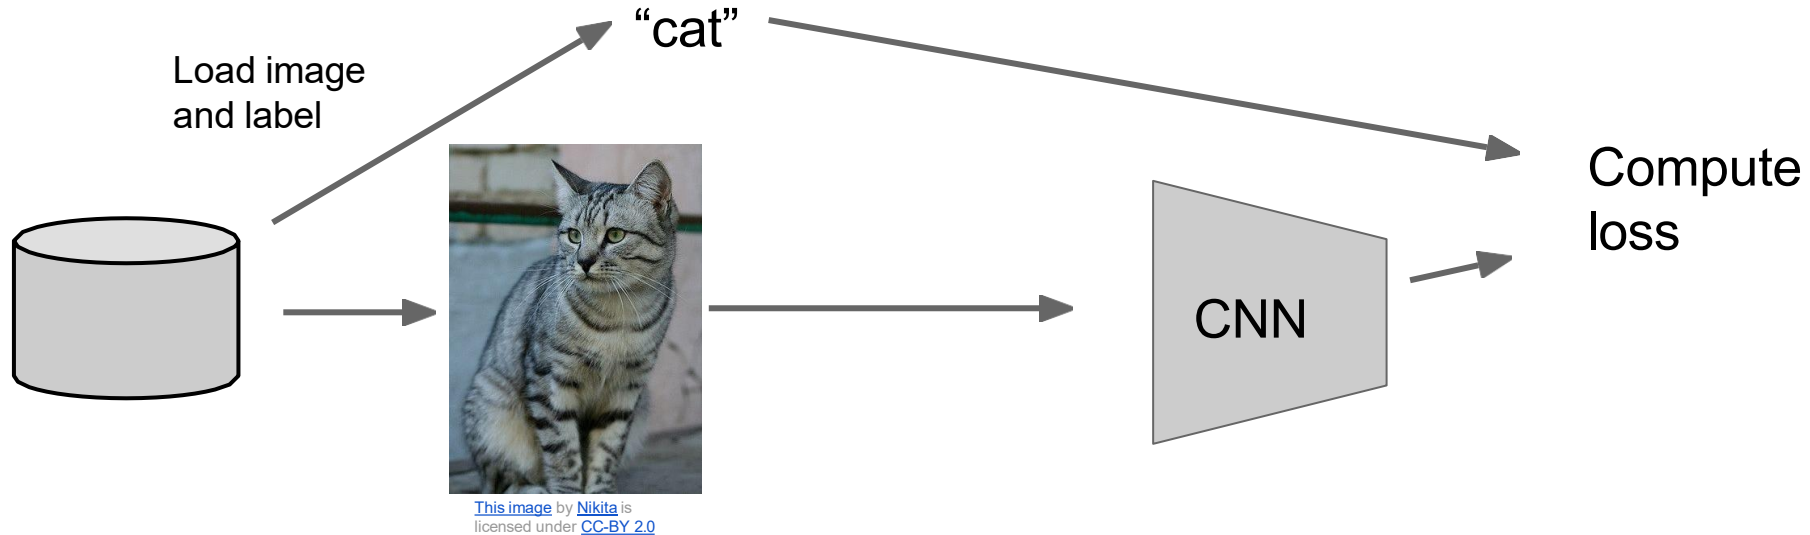 “cat”
Load image
and label
Compute
loss
CNN
This image by Nikita is
licensed under CC-BY 2.0